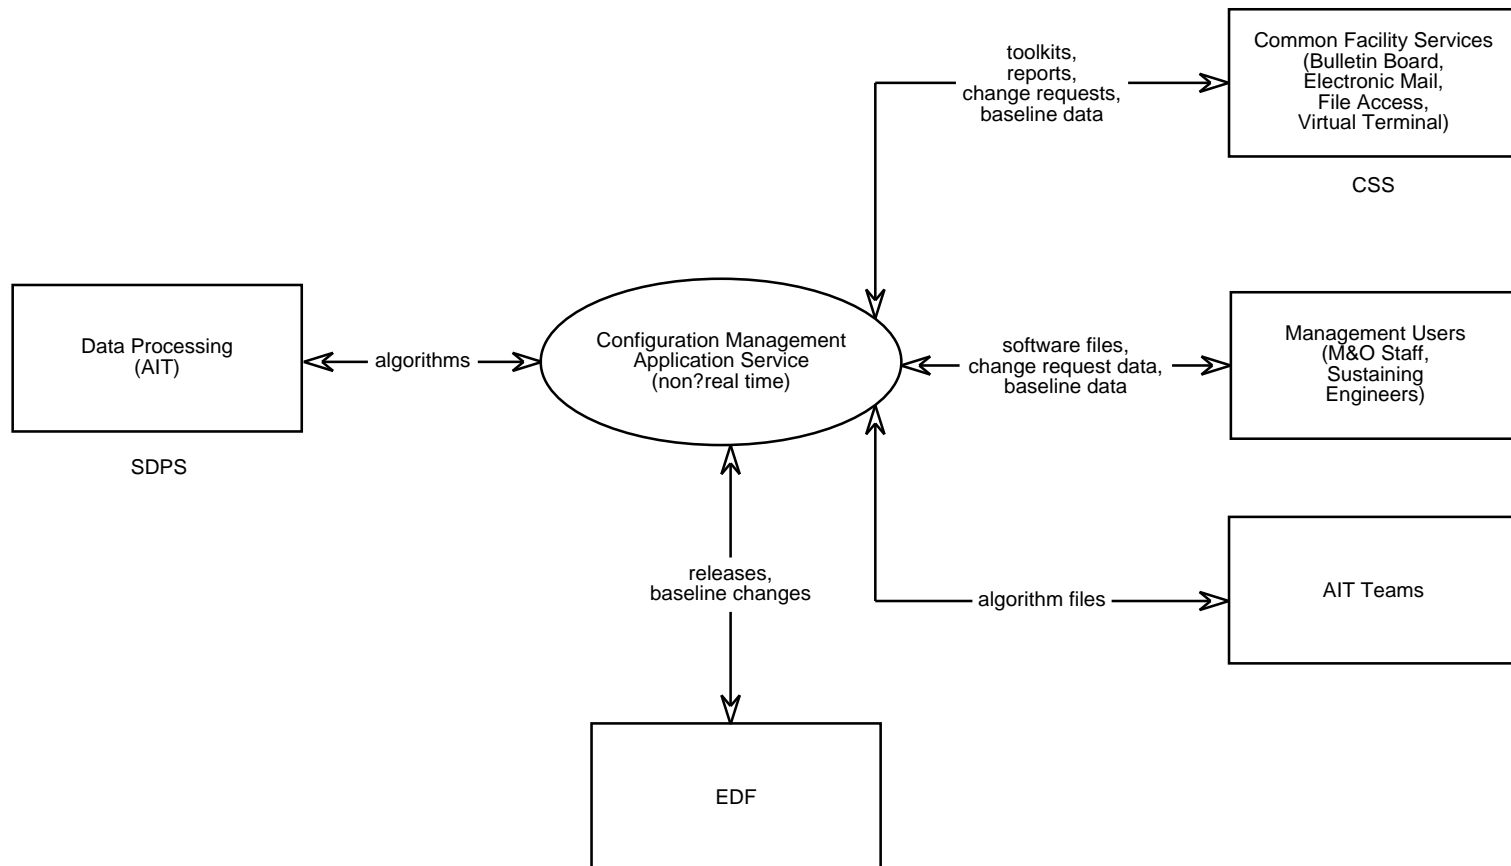 Common Facility Services
(Bulletin Board,
Electronic Mail,
File Access,
Virtual Terminal)
CSS
toolkits,
reports,
change requests,
baseline data
Data Processing
(AIT)
SDPS
algorithms
Configuration Management
Application Service
(non?real time)
software files,
change request data,
baseline data
Management Users
(M&O Staff,
Sustaining
Engineers)
releases,
baseline changes
algorithm files
AIT Teams
EDF